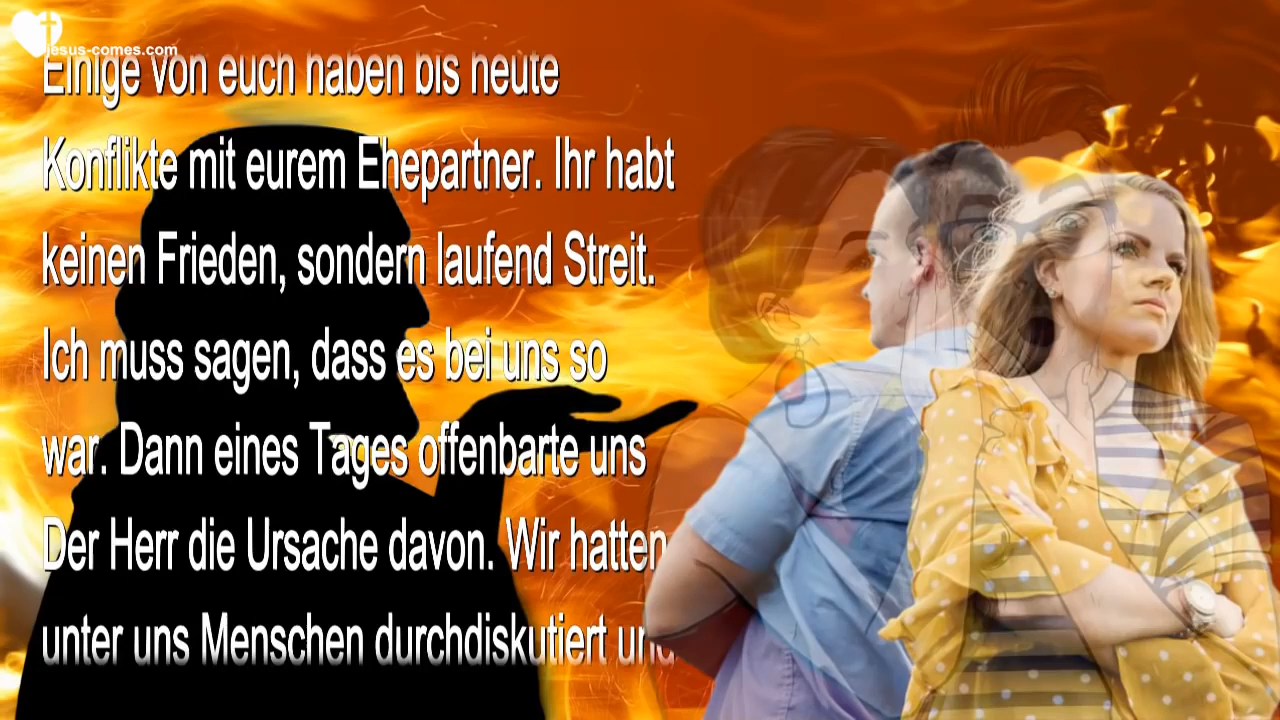 jesus-comes.com
Einige von euch haben bis heute
Konflikte mit eurem Ehepartner. Ihr habt
keinen Frieden, sondern laufend Streit.
Ich muss sagen, dass es bei uns so
war. Dann eines Tages offenbarte uns
Der Herr die Ursache davon. Wir hatten
unter uns Menschen durchdiskutiert und